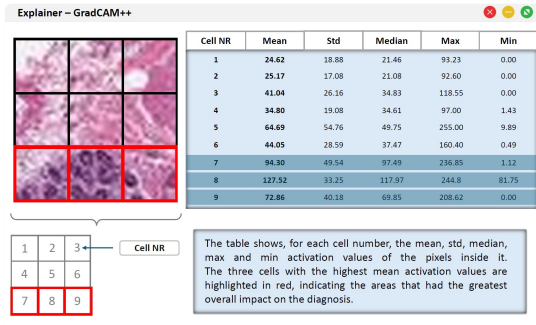 Explainer – GradCAM++
Cell NR Mean Std Median Max Min
1 24.62 18.88 21.46 93.23 0.00
2 25.17 17.08 21.08 92.60 0.00
3 41.04 26.16 34.83 118.55 0.00
4 34.80 19.08 34.61 97.00 1.43
5 64.69 54.76 49.75 255.00 9.89
6 44.05 28.59 37.47 160.40 0.49
7 94.30 49.54 97.49 236.85 1.12
8 127.52 33.25 117.97 244.8 81.75
9 72.86 40.18 69.85 208.62 0.00
1 2 3
4 5 6
7 8 9
Cell NR
The table shows, for each cell number, the mean, std, median,
max and min activation values of the pixels inside it.
The three cells with the highest mean activation values are
highlighted in red, indicating the areas that had the greatest
overall impact on the diagnosis.